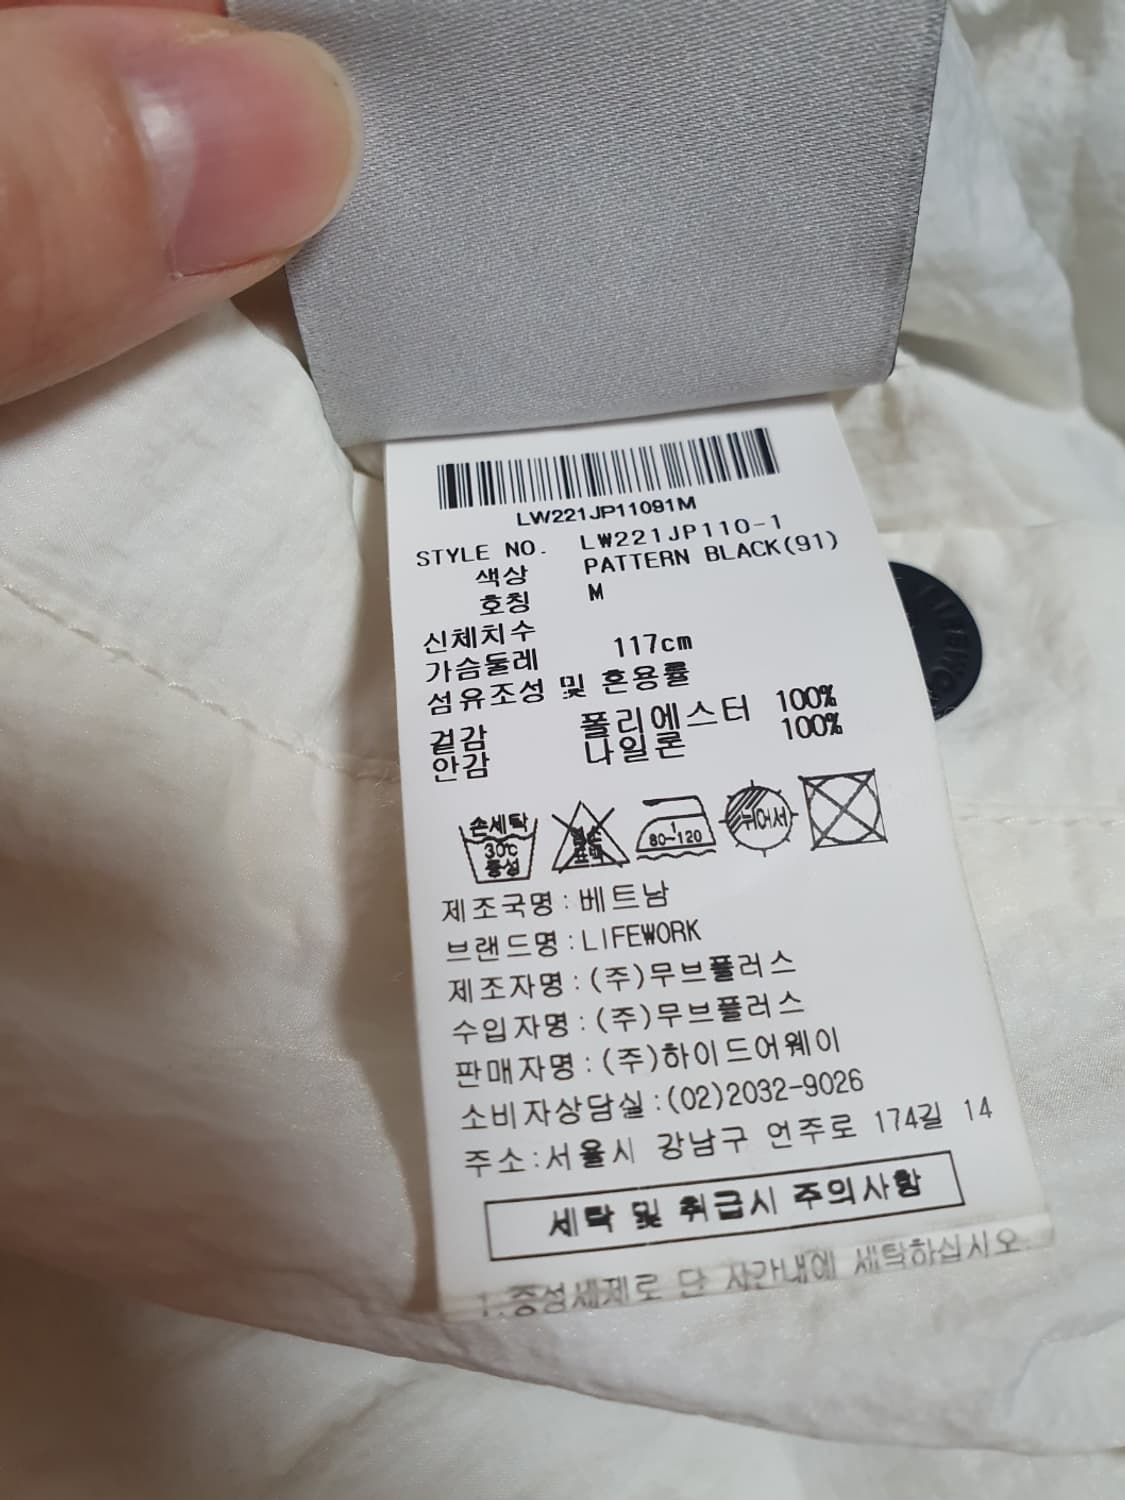 LW221JP11091M
STYLE NO. LW221JP110-1
색상 PATTERN BLACK(91)
호칭 M
신체치수
가슴둘레 117cm
섬유조성 및 혼용률
겉감 폴리에스터 100%
안감 나일론 100%
손세탁 30℃ 중성
염소 표백
80~120
뉘어서
제조국명:베트남
브랜드명:LIFEWORK
제조자명:(주)무브플러스
수입자명:(주)무브플러스
판매자명:(주)하이드어웨이
소비자상담실:(02)2032-9026
주소:서울시 강남구 언주로 174길 14
세탁 및 취급시 주의사항
1.중성세제로 단 시간내에 세탁하십시오.